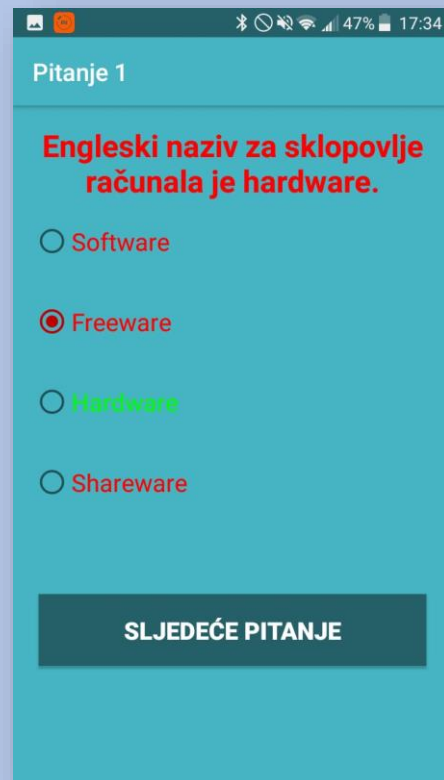 47% 17:34
Pitanje 1
Engleski naziv za sklopovlje
računala je hardware.
Software
Freeware
Hardware
Shareware
SLJEDEĆE PITANJE